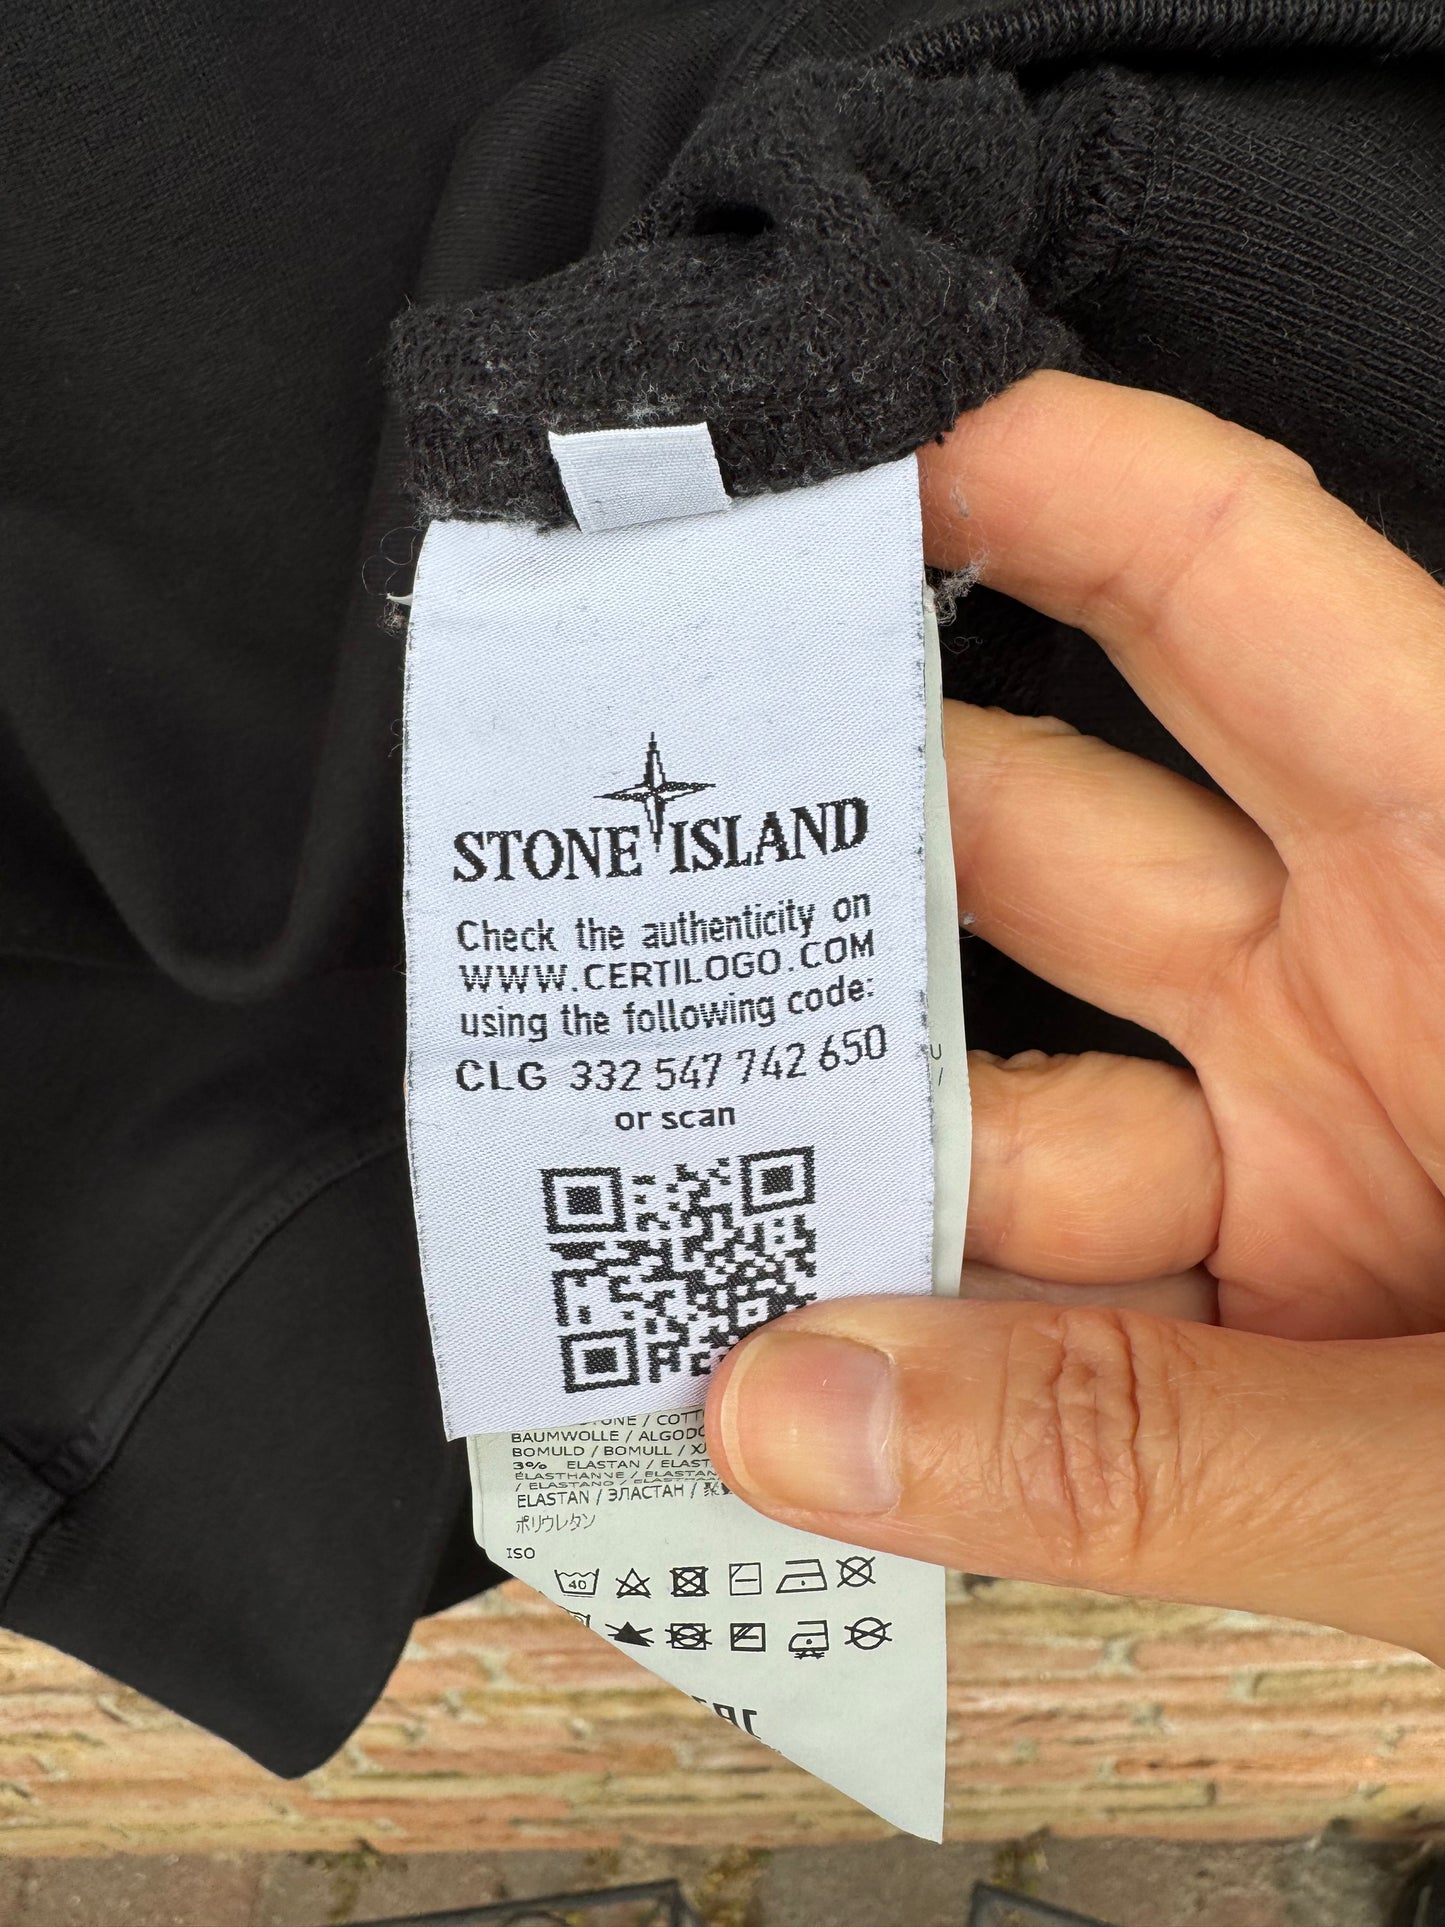 STONE ISLAND
Check the authenticity on
WWW.CERTILOGO.COM
using the following code:
CLG 332 547 742 650
or scan
/ COTT
BAUMWOLLE / ALGODO
BOMULD / BOMULL /
3% ELASTAN / ELAST
ELASTHANNE / ELASTAN
/ ELASTANO /
ELASTAN / ЭЛАСТАН /
ポリウレタン
ISO
40